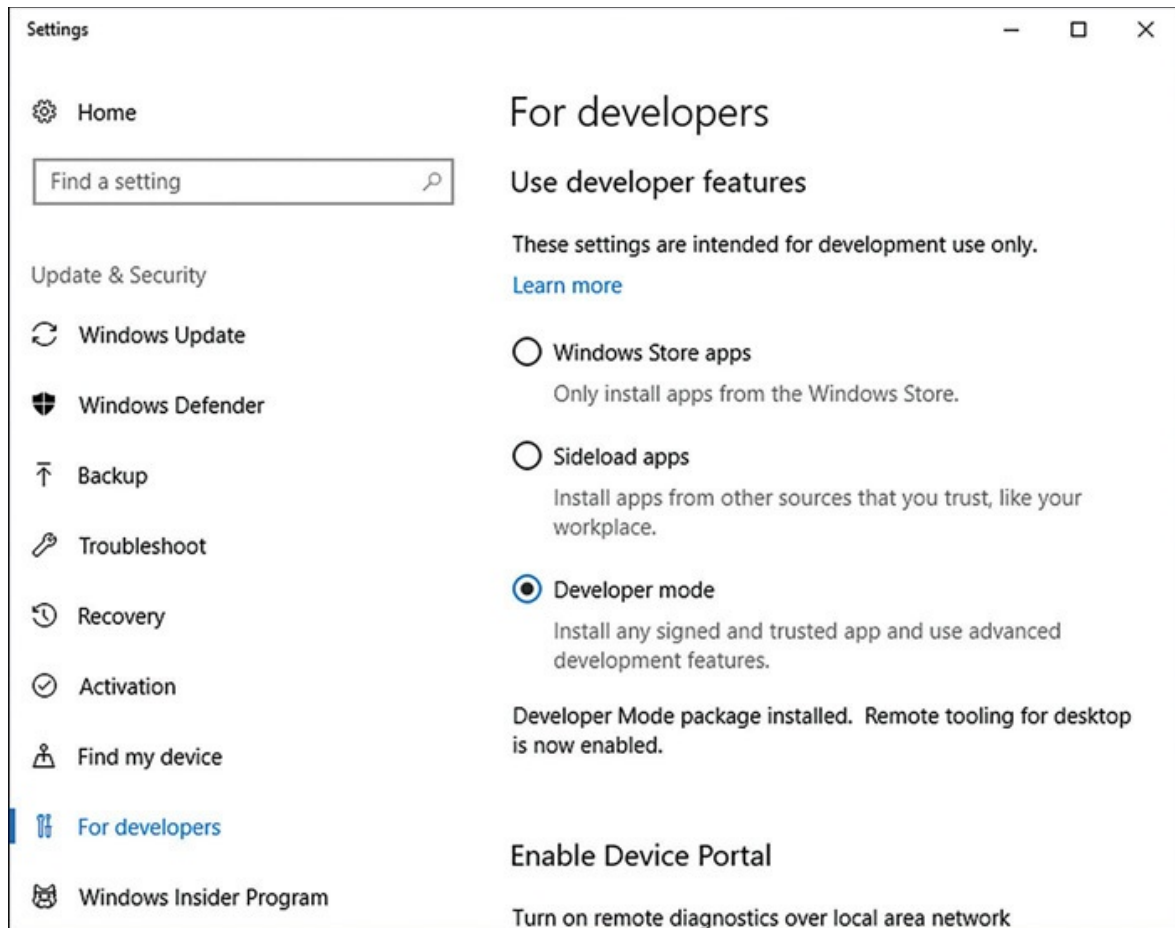 Settings
Home
Find a setting
Update & Security
Windows Update
Windows Defender
Backup
Troubleshoot
Recovery
Activation
Find my device
For developers
Windows Insider Program
For developers
Use developer features
These settings are intended for development use only.
Learn more
Windows Store apps
Only install apps from the Windows Store.
Sideload apps
Install apps from other sources that you trust, like your
workplace.
Developer mode
Install any signed and trusted app and use advanced
development features.
Developer Mode package installed.  Remote tooling for desktop
is now enabled.
Enable Device Portal
Turn on remote diagnostics over local area network